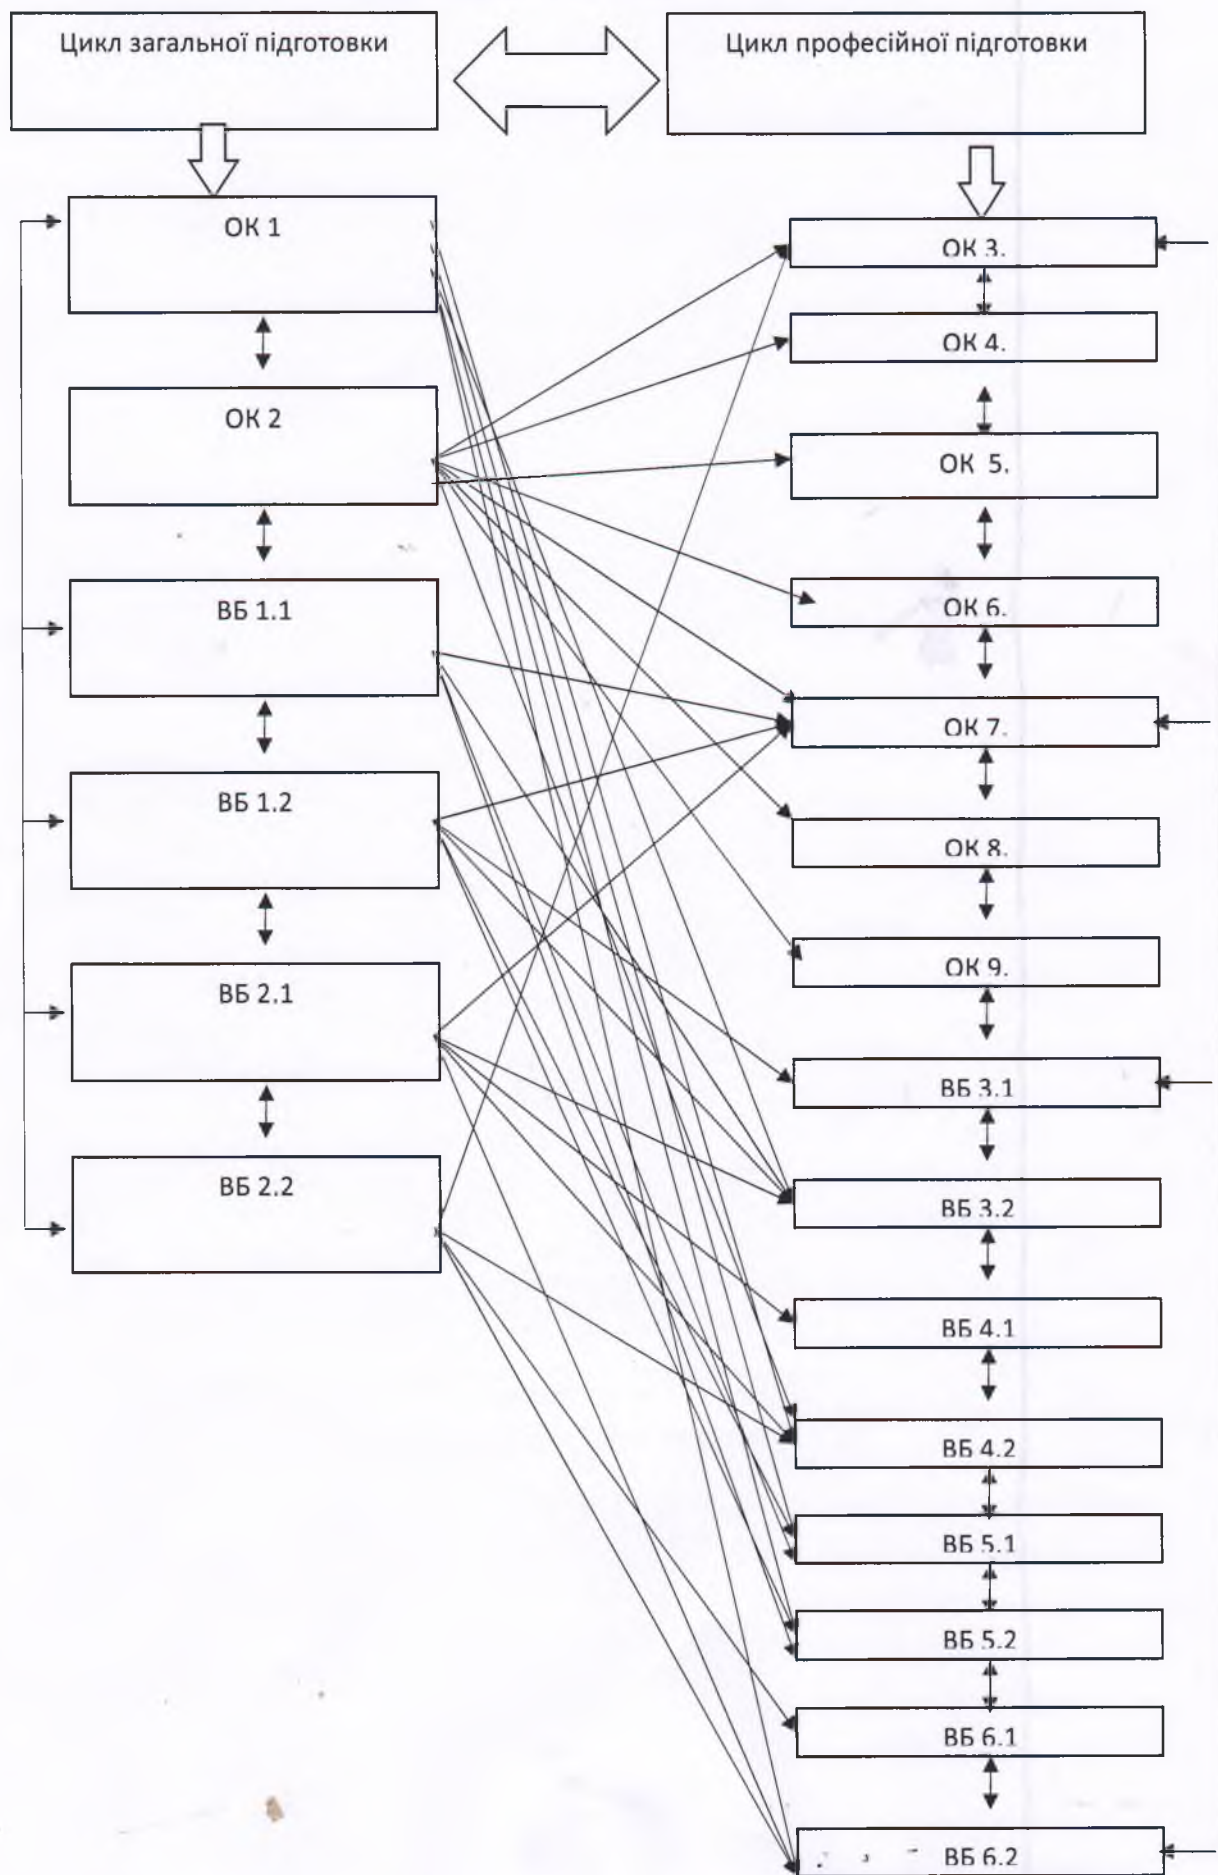 Цикл загальної підготовки
Цикл професійної підготовки
ОК 1
ОК 2
ВБ 1.1
ВБ 1.2
ВБ 2.1
ВБ 2.2
ОК 3.
ОК 4.
ОК 5.
ОК 6.
ОК 7.
ОК 8.
ОК 9.
ВБ 3.1
ВБ 3.2
ВБ 4.1
ВБ 4.2
ВБ 5.1
ВБ 5.2
ВБ 6.1
ВБ 6.2